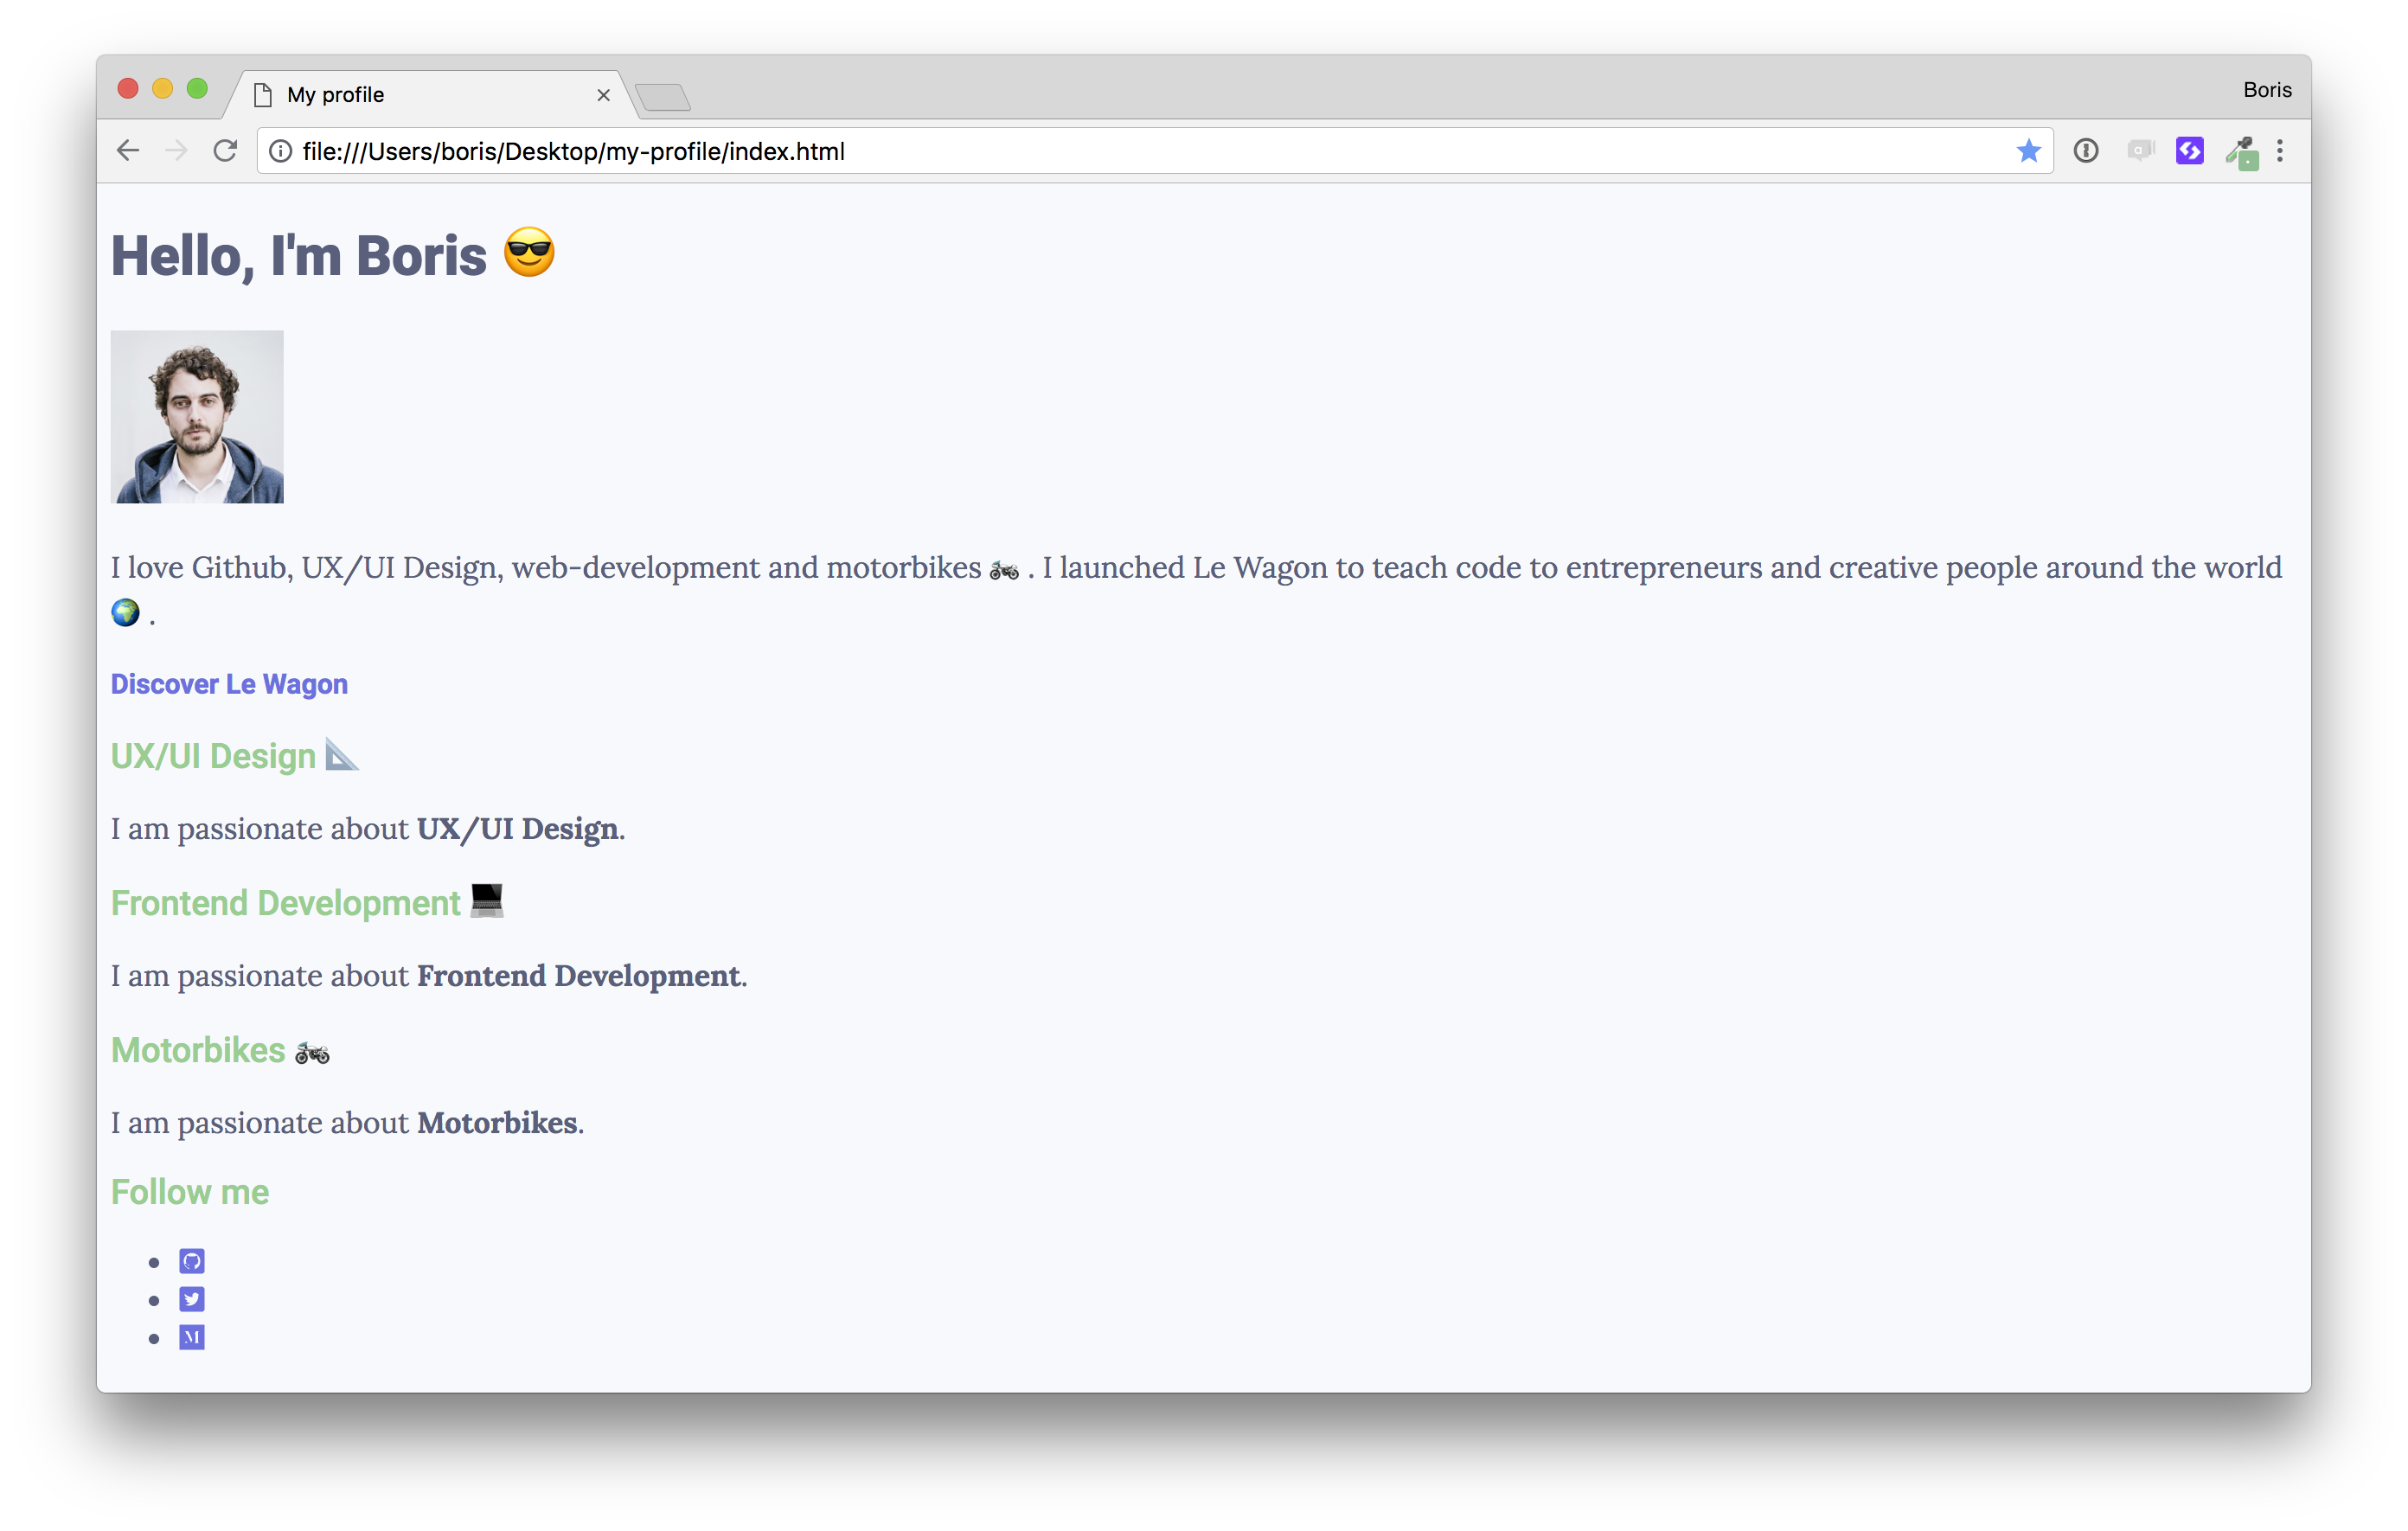 My profile
Boris
file:///Users/boris/Desktop/my-profile/index.html
Hello, I'm Boris 😎
I love Github, UX/UI Design, web-development and motorbikes 🏍 . I launched Le Wagon to teach code to entrepreneurs and creative people around the world
🌍 .
Discover Le Wagon
UX/UI Design 📐
I am passionate about UX/UI Design.
Frontend Development 💻
I am passionate about Frontend Development.
Motorbikes 🏍
I am passionate about Motorbikes.
Follow me
M